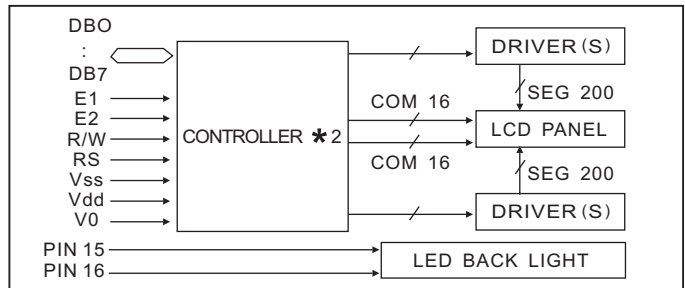 DBO
:
DB7
E1
E2
R/W
RS
Vss
Vdd
V0
PIN 15
PIN 16
CONTROLLER *2
COM 16
COM 16
DRIVER(S)
SEG 200
LCD PANEL
SEG 200
DRIVER(S)
LED BACK LIGHT